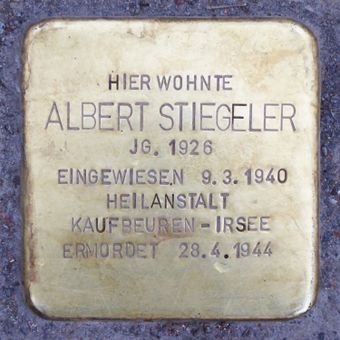 HIER WOHNTE
ALBERT STIEGELER
JG. 1926
EINGEWIESEN 9.3.1940
HEILANSTALT
KAUFBEUREN-IRSEE
ERMORDET 28.4.1944